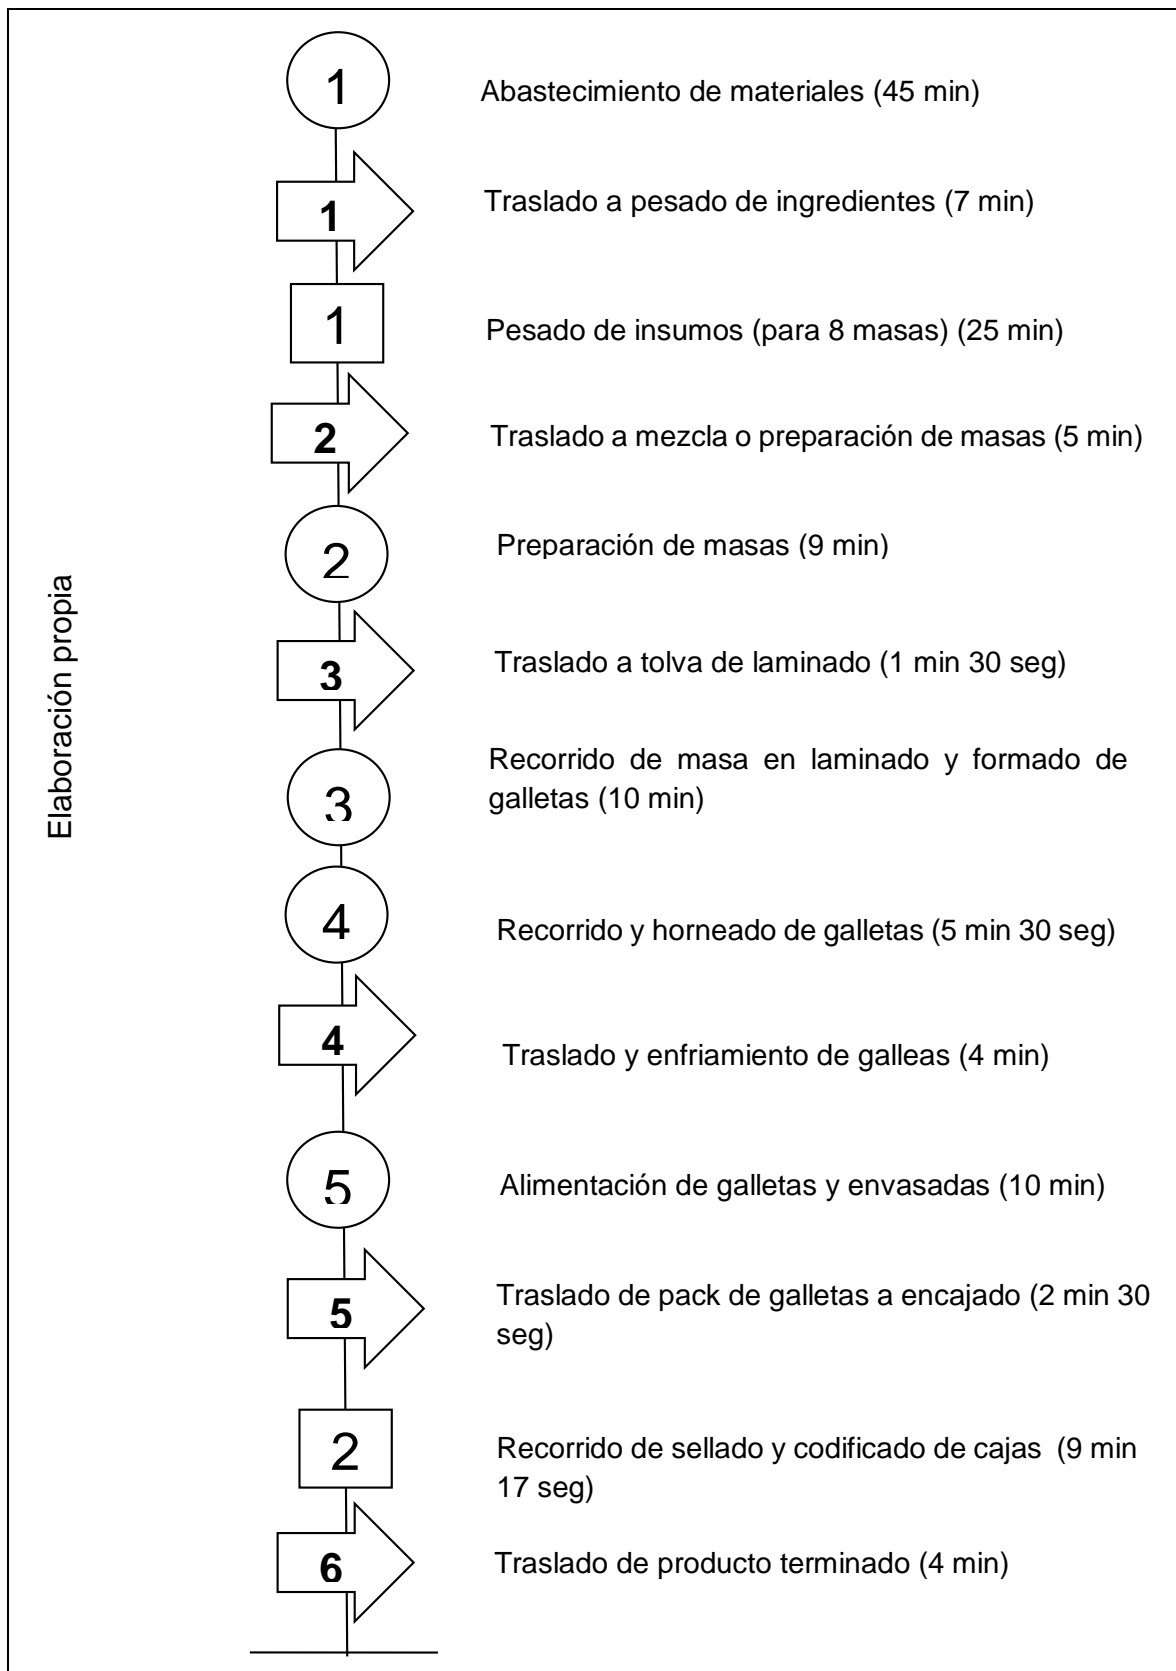 1
Abastecimiento de materiales (45 min)
1
Traslado a pesado de ingredientes (7 min)
1
Pesado de insumos (para 8 masas) (25 min)
2
Traslado a mezcla o preparación de masas (5 min)
2
Preparación de masas (9 min)
3
Traslado a tolva de laminado (1 min 30 seg)
3
Recorrido de masa en laminado y formado de
galletas (10 min)
4
Recorrido y horneado de galletas (5 min 30 seg)
4
Traslado y enfriamiento de galleas (4 min)
5
Alimentación de galletas y envasadas (10 min)
5
Traslado de pack de galletas a encajado (2 min 30
seg)
2
Recorrido de sellado y codificado de cajas (9 min
17 seg)
6
Traslado de producto terminado (4 min)
Elaboración propia